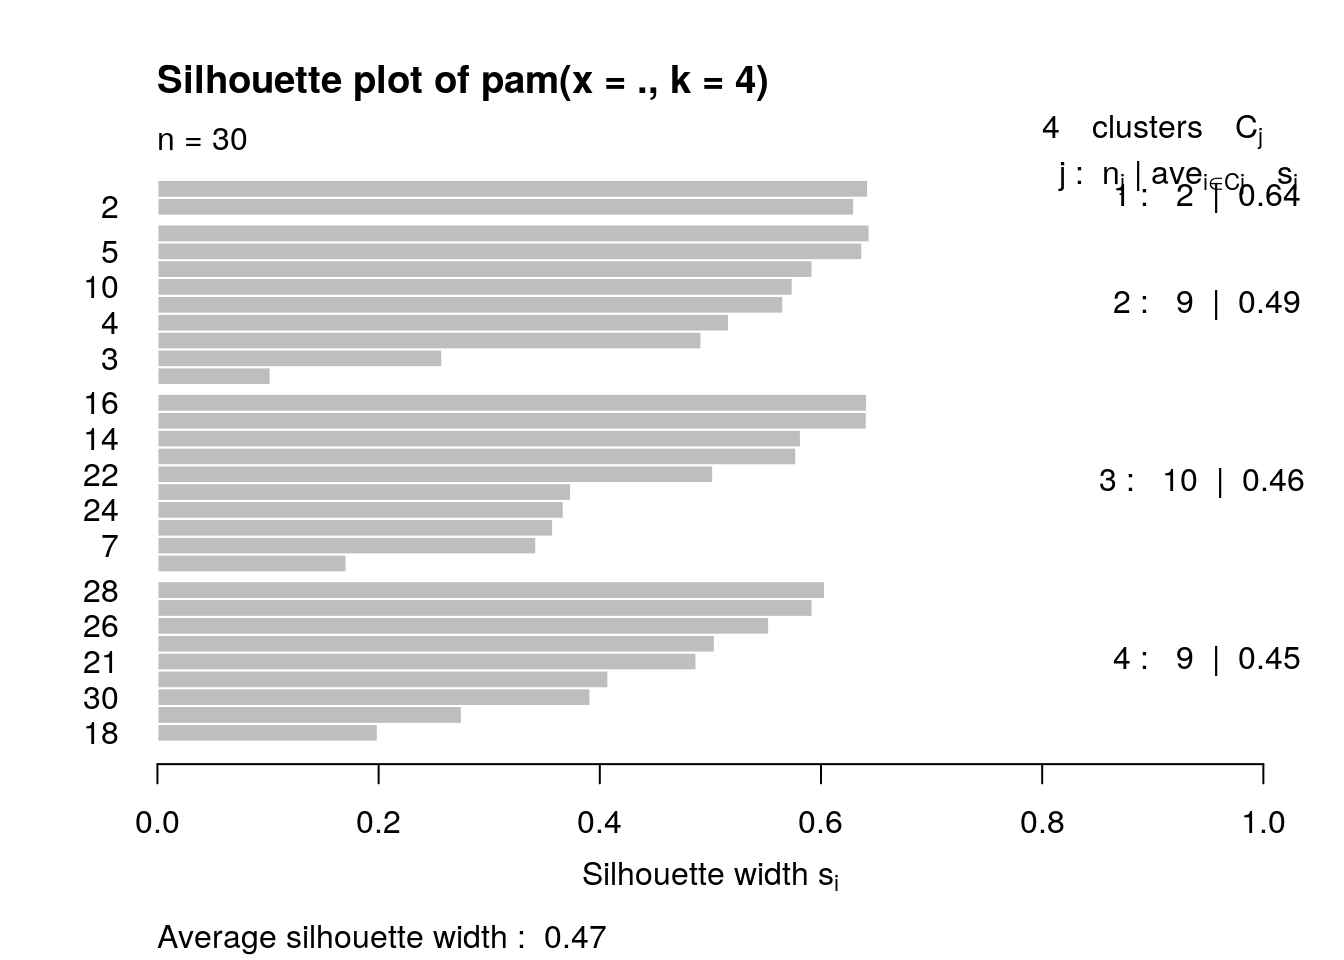 Silhouette plot of pam(x = ., k = 4)
n = 30
4 clusters Cj
j : nj | avei∈Cj si
1 : 2 | 0.64
2
5
10
2 : 9 | 0.49
4
3
16
14
22
3 : 10 | 0.46
24
7
28
26
21
4 : 9 | 0.45
30
18
0.0 0.2 0.4 0.6 0.8 1.0
Silhouette width si
Average silhouette width : 0.47